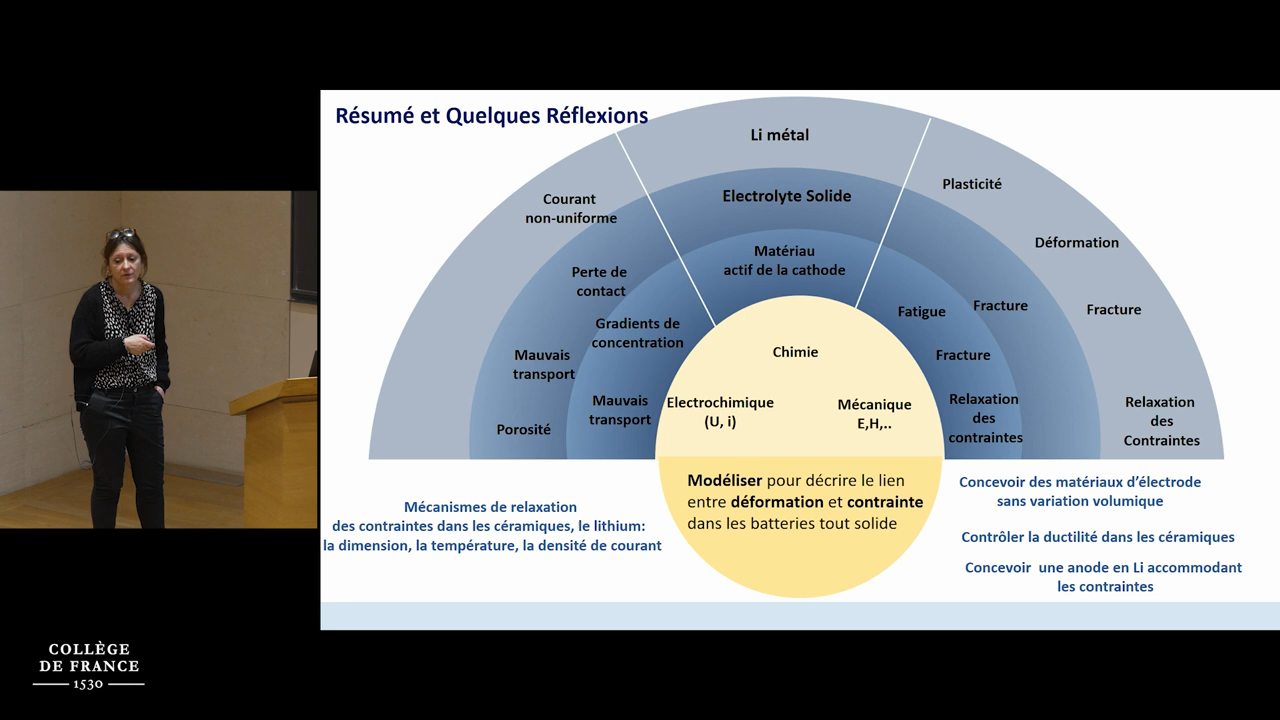 Résumé et Quelques Réflexions
Li métal
Electrolyte Solide
Matériau
actif de la cathode
Courant
non-uniforme
Perte de
contact
Gradients de
concentration
Mauvais
transport
Mauvais
transport
Porosité
Plasticité
Déformation
Fracture
Fatigue
Fracture
Fracture
Relaxation
des
contraintes
Relaxation
des
Contraintes
Chimie
Electrochimique
(U, i)
Mécanique
E,H,..
Modéliser pour décrire le lien
entre déformation et contrainte
dans les batteries tout solide
Mécanismes de relaxation
des contraintes dans les céramiques, le lithium:
la dimension, la température, la densité de courant
Concevoir des matériaux d’électrode
sans variation volumique
Contrôler la ductilité dans les céramiques
Concevoir une anode en Li accommodant
les contraintes
COLLÈGE
DE FRANCE
1530